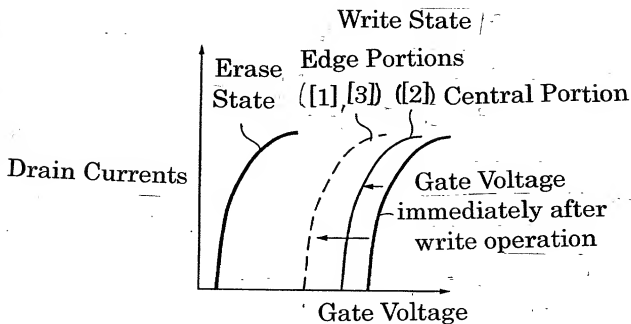 Write State
Erase
State
Edge Portions
([1],[3])
([2]) Central Portion
Drain Currents
Gate Voltage
immediately after
write operation
Gate Voltage